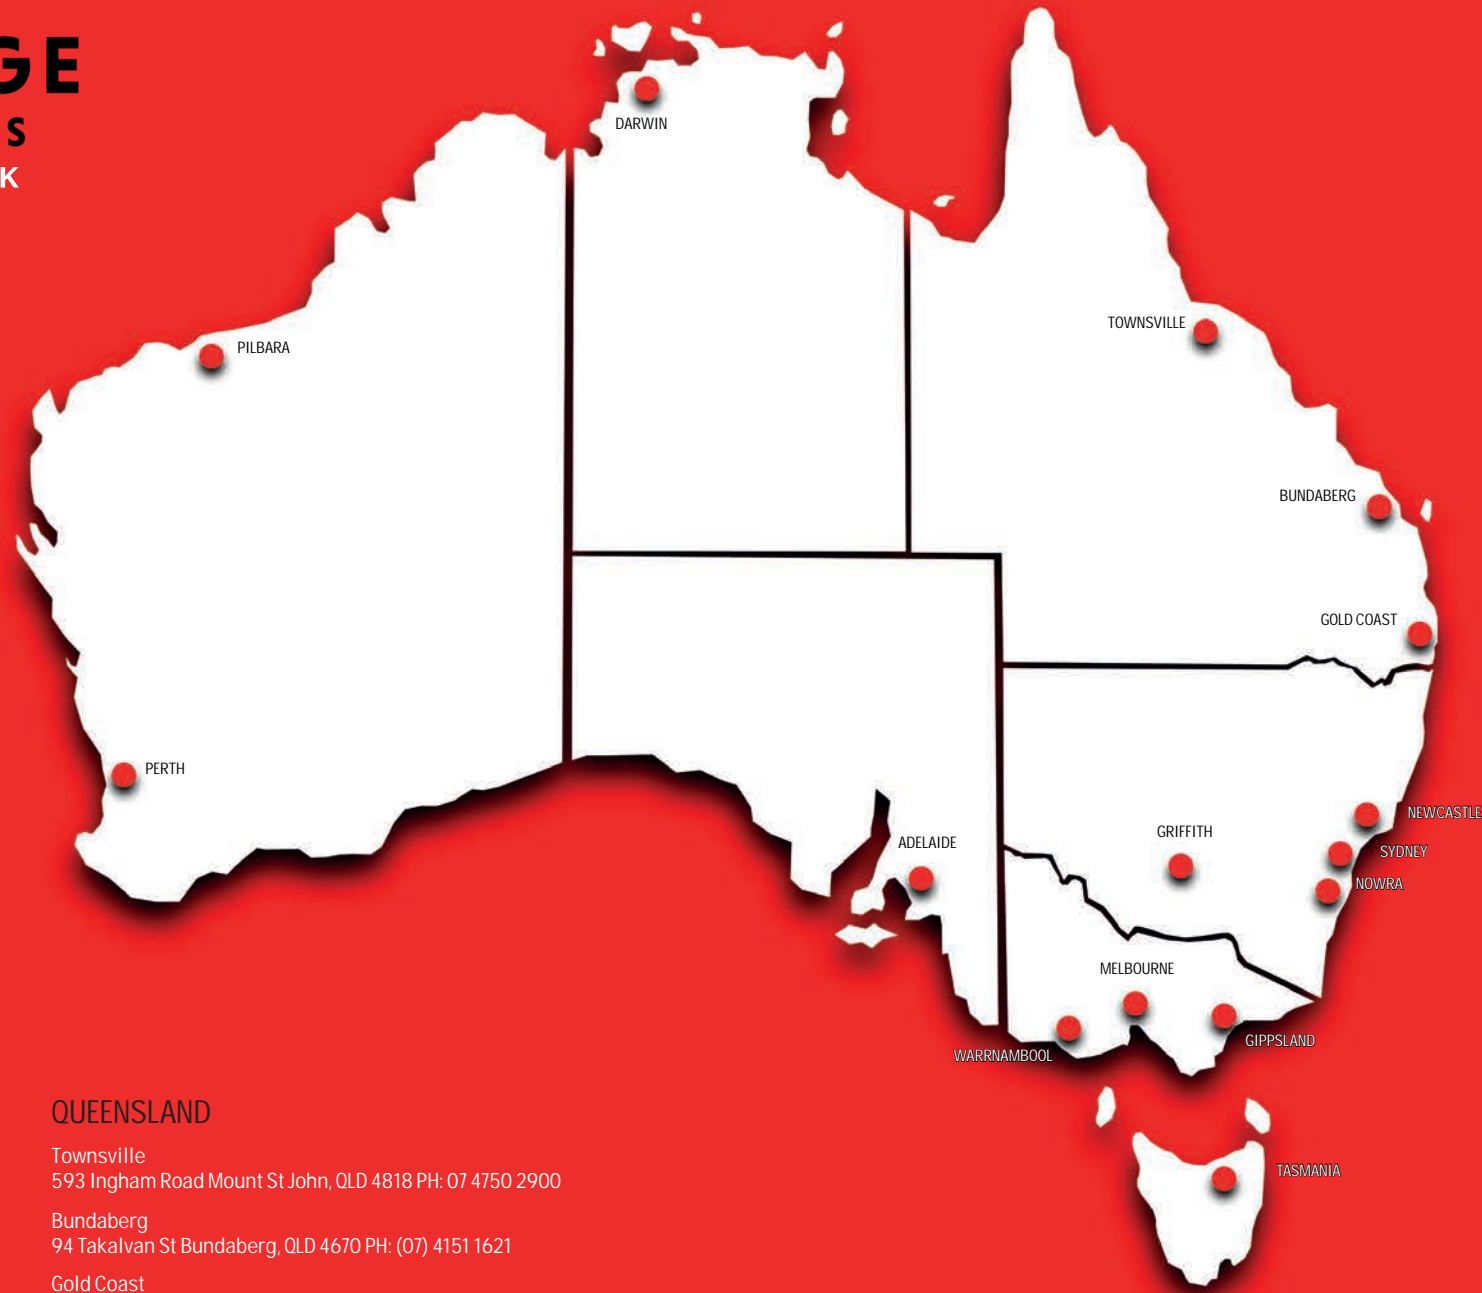 GE
S
K
DARWIN
PILBARA
TOWNSVILLE
BUNDABERG
GOLD COAST
PERTH
NEWCASTLE
GRIFFITH
ADELAIDE
SYDNEY
NOWRA
MELBOURNE
GIPPSLAND
WARRNAMBOOL
TASMANIA
QUEENSLAND
Townsville
593 Ingham Road Mount St John, QLD 4818 PH: 07 4750 2900
Bundaberg
94 Takalvan St Bundaberg, QLD 4670 PH: (07) 4151 1621
Gold Coast